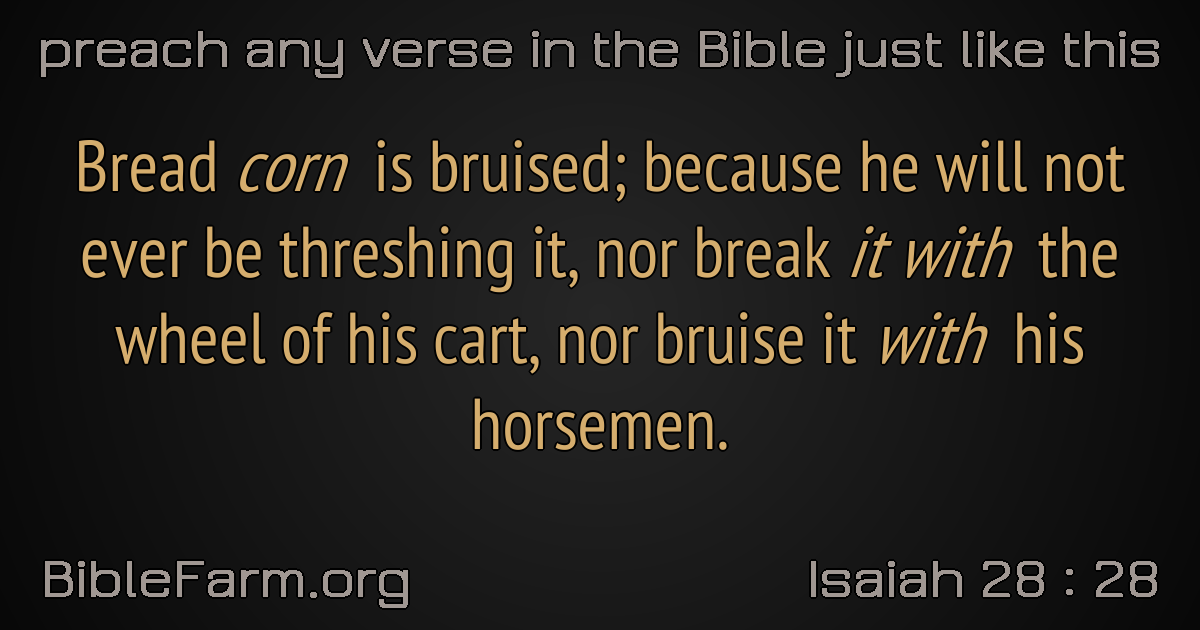 preach any verse in the Bible just like this
Bread corn is bruised; because he will not
ever be threshing it, nor break it with the
wheel of his cart, nor bruise it with his
horsemen.
BibleFarm.org
Isaiah 28 : 28